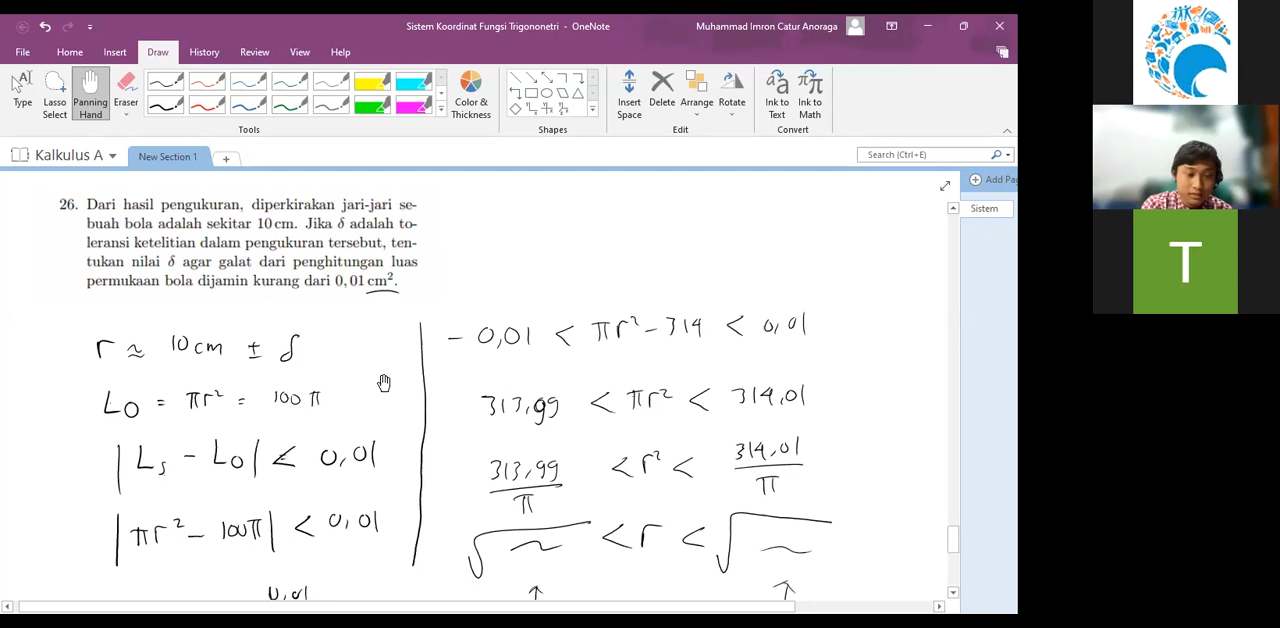 Sistem Koordinat Fungsi Trigononetri - OneNote
Muhammad Imron Catur Anoraga
File Home Insert Draw History Review View Help
Type
Lasso Select
Panning Hand
Eraser
Color & Thickness
Insert Space
Delete
Arrange
Rotate
Ink to Text
Ink to Math
Tools
Shapes
Edit
Convert
Kalkulus A
New Section 1
Search (Ctrl+E)
Add Pag
Sistem
26. Dari hasil pengukuran, diperkirakan jari-jari se-
buah bola adalah sekitar 10 cm. Jika δ adalah to-
leransi ketelitian dalam pengukuran tersebut, ten-
tukan nilai δ agar galat dari penghitungan luas
permukaan bola dijamin kurang dari 0,01 cm².
r ≈ 10 cm ± δ
LO = πr² = 100 π
|Ls - LO| < 0,01
|πr² - 100π| < 0,01
0,01
- 0,01 < πr² - 314 < 0,01
313,99 < πr² < 314,01
313,99/π < r² < 314,01/π
√~ < r < √~
↑ ↑
T